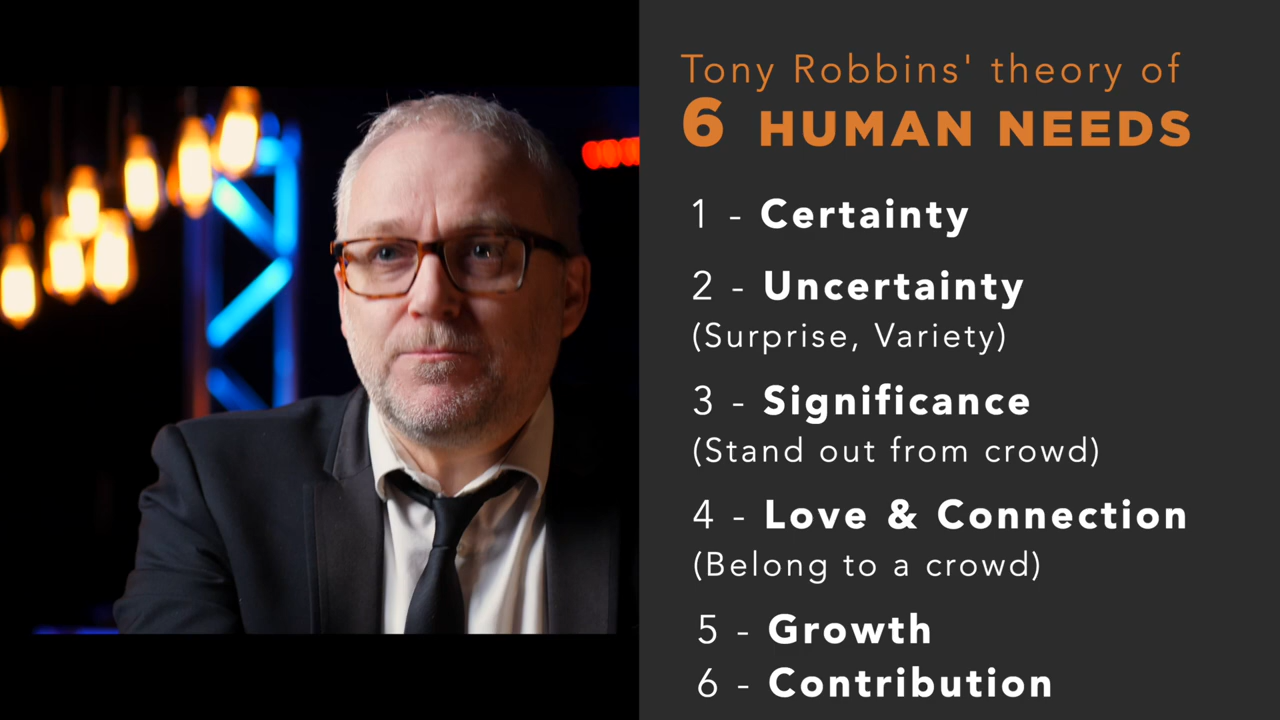 Tony Robbins' theory of
6 HUMAN NEEDS
1 - Certainty
2 - Uncertainty
(Surprise, Variety)
3 - Significance
(Stand out from crowd)
4 - Love & Connection
(Belong to a crowd)
5 - Growth
6 - Contribution